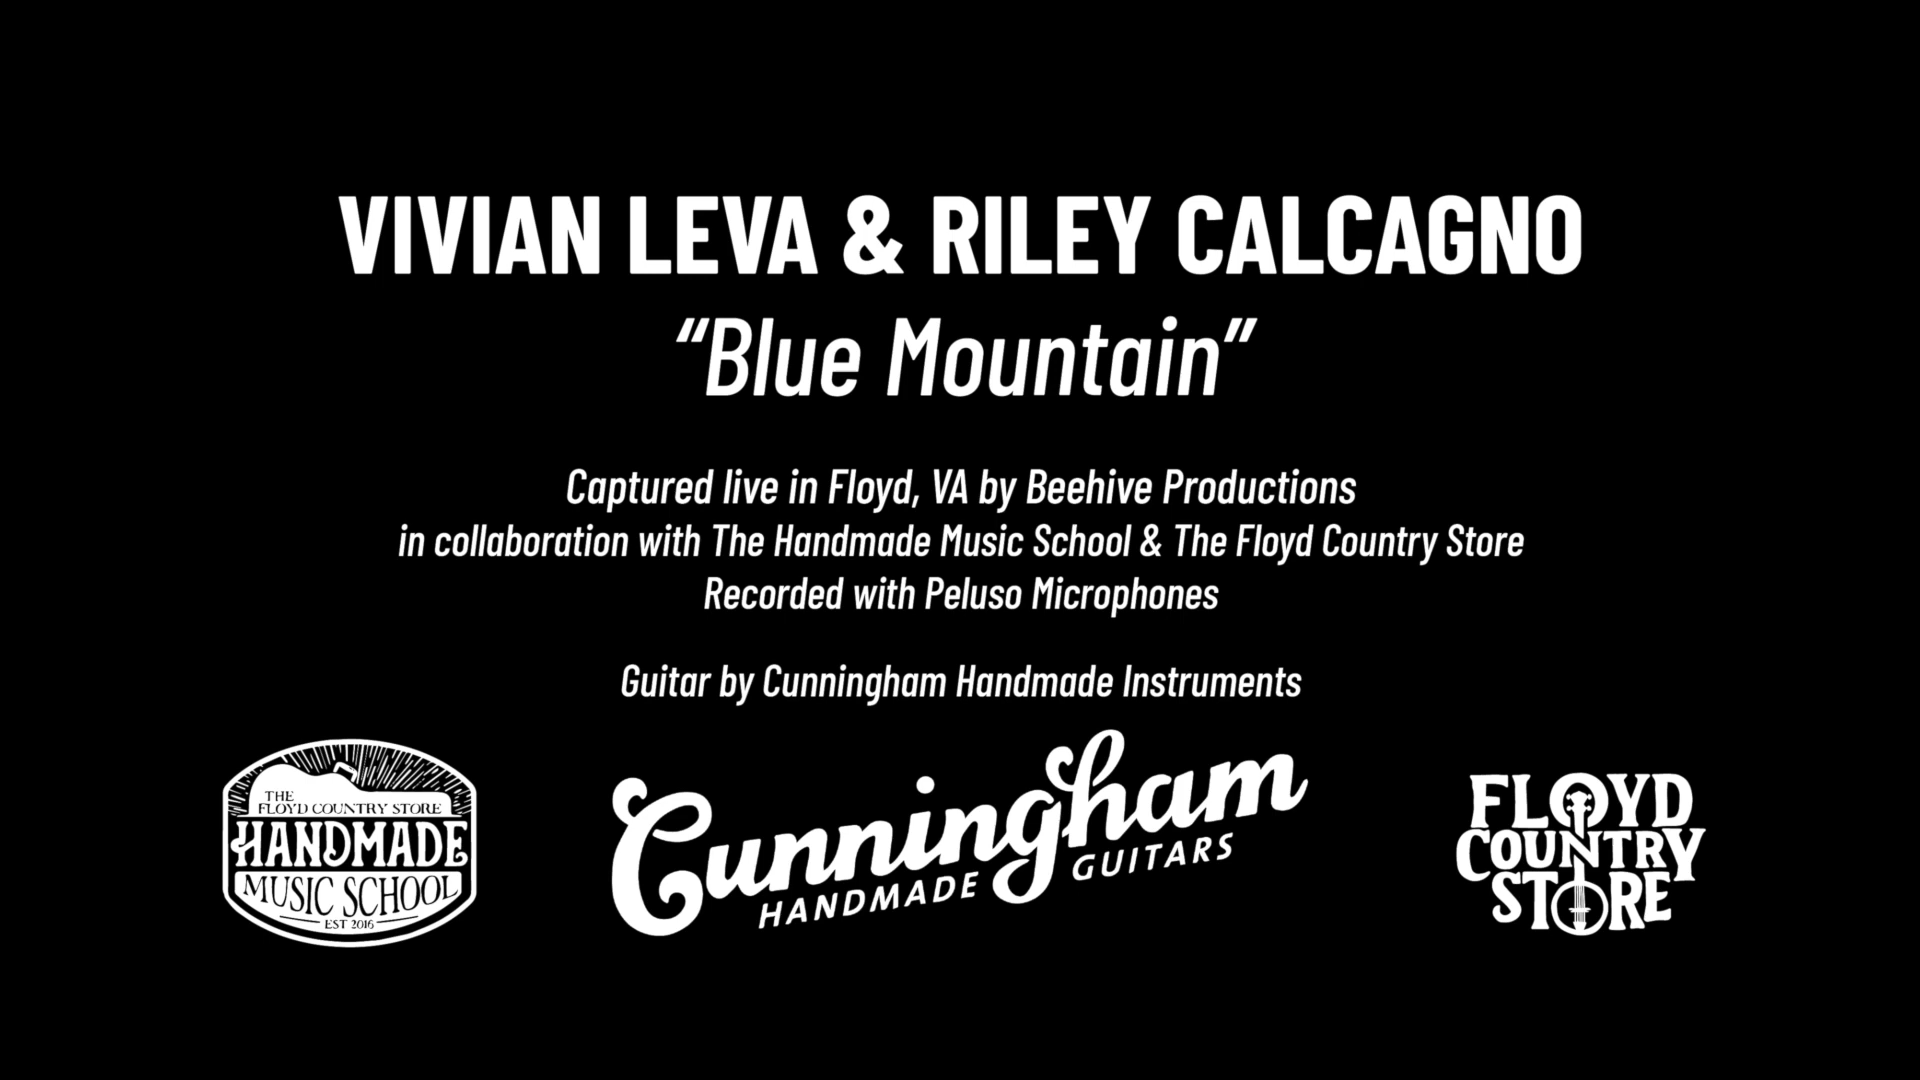 VIVIAN LEVA & RILEY CALCAGNO
“Blue Mountain”
Captured live in Floyd, VA by Beehive Productions
in collaboration with The Handmade Music School & The Floyd Country Store
Recorded with Peluso Microphones
Guitar by Cunningham Handmade Instruments
THE
FLOYD COUNTRY STORE
HANDMADE
MUSIC SCHOOL
EST 2016
Cunningham
HANDMADE GUITARS
FLOYD
COUNTRY
STORE